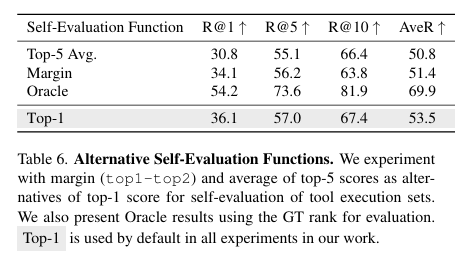 Self-Evaluation Function R@1 ↑ R@5 ↑ R@10 ↑ AveR ↑
Top-5 Avg. 30.8 55.1 66.4 50.8
Margin 34.1 56.2 63.8 51.4
Oracle 54.2 73.6 81.9 69.9
Top-1 36.1 57.0 67.4 53.5
Table 6. Alternative Self-Evaluation Functions. We experiment
with margin (top1-top2) and average of top-5 scores as alter-
natives of top-1 score for self-evaluation of tool execution sets.
We also present Oracle results using the GT rank for evaluation.
Top-1 is used by default in all experiments in our work.